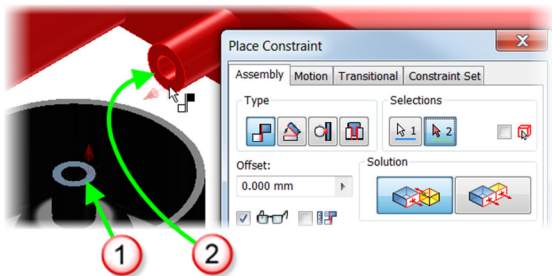 Place Constraint
Assembly Motion Transitional Constraint Set
Type
Selections
1 2
Offset:
Solution
0.000 mm
1
2